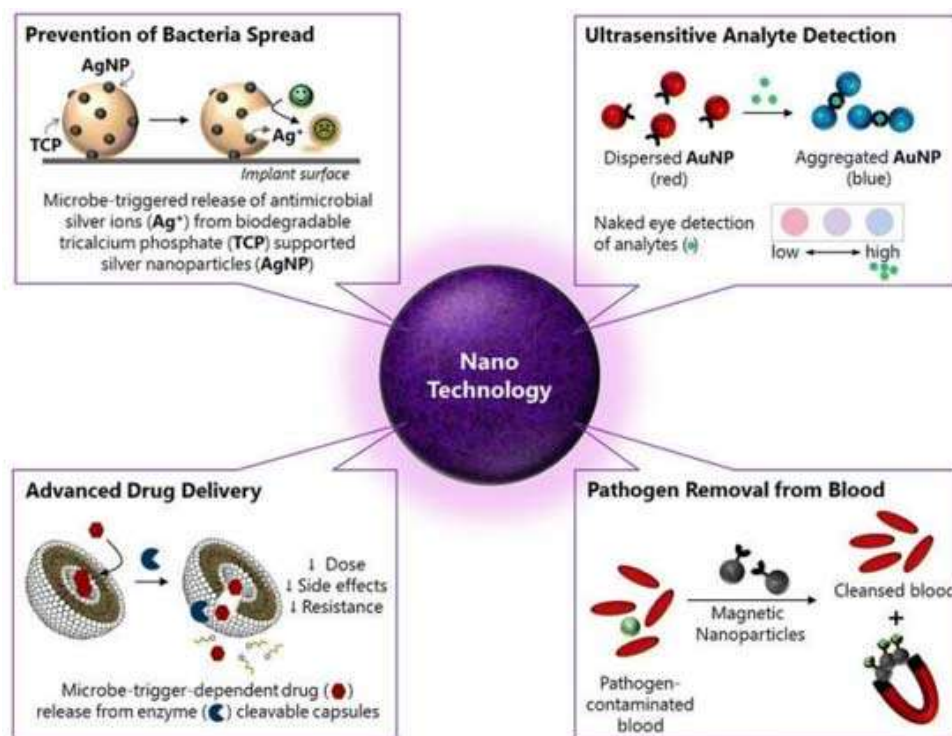 Prevention of Bacteria Spread
AgNP
TCP
Ag⁺
Implant surface
Microbe-triggered release of antimicrobial
silver ions (Ag⁺) from biodegradable
tricalcium phosphate (TCP) supported
silver nanoparticles (AgNP)
Ultrasensitive Analyte Detection
Dispersed AuNP
(red)
Aggregated AuNP
(blue)
Naked eye detection
of analytes ( )
low
high
Nano
Technology
Advanced Drug Delivery
↓ Dose
↓ Side effects
↓ Resistance
Microbe-trigger-dependent drug ( )
release from enzyme ( ) cleavable capsules
Pathogen Removal from Blood
Magnetic
Nanoparticles
Cleansed blood
+
Pathogen-
contaminated
blood